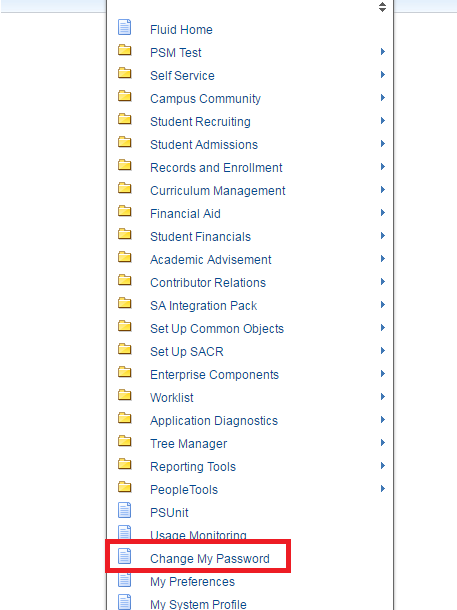 Fluid Home
PSM Test
Self Service
Campus Community
Student Recruiting
Student Admissions
Records and Enrollment
Curriculum Management
Financial Aid
Student Financials
Academic Advisement
Contributor Relations
SA Integration Pack
Set Up Common Objects
Set Up SACR
Enterprise Components
Worklist
Application Diagnostics
Tree Manager
Reporting Tools
PeopleTools
PSUnit
Usage Monitoring
Change My Password
My Preferences
My System Profile